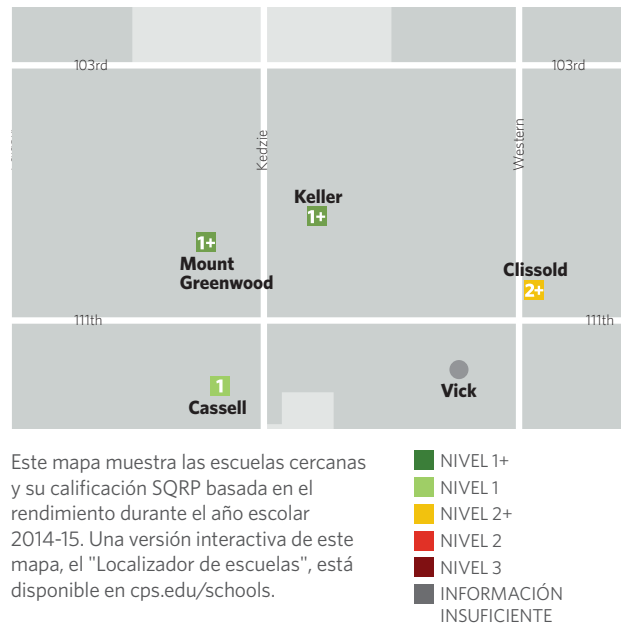 103rd
103rd
Kedzie
Western
Keller
1+
1+
Mount
Greenwood
Clissold
2+
111th
111th
1
Cassell
Vick
Este mapa muestra las escuelas cercanas
y su calificación SQRP basada en el
rendimiento durante el año escolar
2014-15. Una versión interactiva de este
mapa, el "Localizador de escuelas", está
disponible en cps.edu/schools.
NIVEL 1+
NIVEL 1
NIVEL 2+
NIVEL 2
NIVEL 3
INFORMACIÓN
INSUFICIENTE